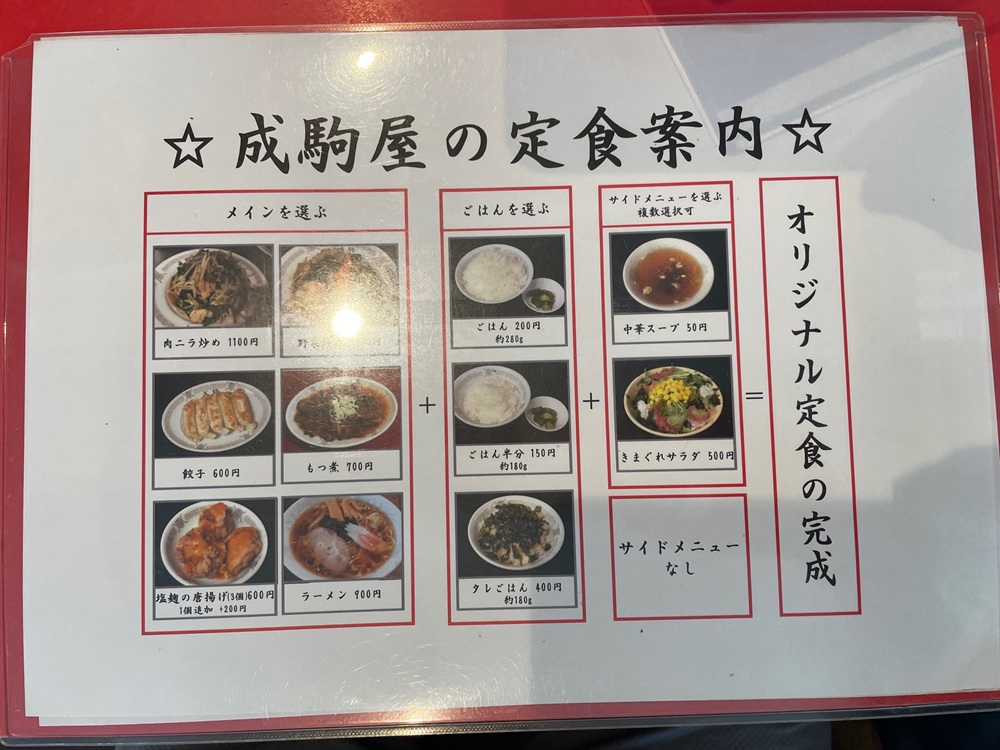 ☆成駒屋の定食案内☆
メインを選ぶ
肉ニラ炒め 1100円
野
餃子 600円
もつ煮 700円
塩麹の唐揚げ(3個)600円
1個追加 +200円
ラーメン 900円
+
ごはんを選ぶ
ごはん 200円
約280g
ごはん半分 150円
約180g
タレごはん 400円
約180g
+
サイドメニューを選ぶ
複数選択可
中華スープ 50円
きまぐれサラダ 500円
サイドメニュー
なし
=
オリジナル定食の完成